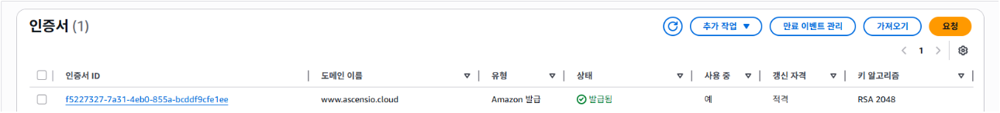 인증서 (1)
추가 작업 만료 이벤트 관리 가져오기 요청
1
인증서 ID 도메인 이름 유형 상태 사용 중 갱신 자격 키 알고리즘
f5227327-7a31-4eb0-855a-bcddf9cfe1ee www.ascensio.cloud Amazon 발급 발급됨 예 적격 RSA 2048